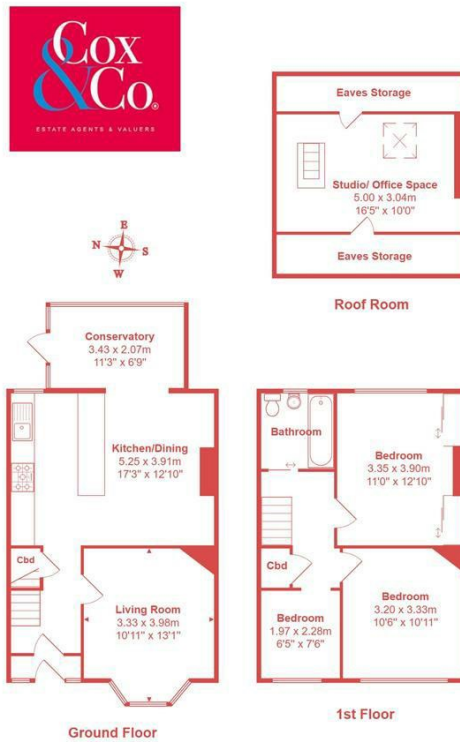 Cox
& Co.
ESTATE AGENTS & VALUERS
Eaves Storage
Studio/ Office Space
5.00 x 3.04m
16'5" x 10'0"
Eaves Storage
Roof Room
E
N S
W
Conservatory
3.43 x 2.07m
11'3" x 6'9"
Kitchen/Dining
5.25 x 3.91m
17'3" x 12'10"
Cbd
Living Room
3.33 x 3.98m
10'11" x 13'1"
Ground Floor
Bathroom
Bedroom
3.35 x 3.90m
11'0" x 12'10"
Cbd
Bedroom
1.97 x 2.28m
6'5" x 7'6"
Bedroom
3.20 x 3.33m
10'6" x 10'11"
1st Floor